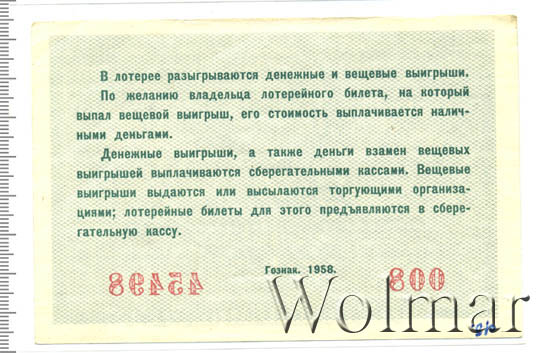 В лотерее разыгрываются денежные и вещевые выигрыши.
По желанию владельца лотерейного билета, на который
выпал вещевой выигрыш, его стоимость выплачивается налич-
ными деньгами.
Денежные выигрыши, а также деньги взамен вещевых
выигрышей выплачиваются сберегательными кассами. Вещевые
выигрыши выдаются или высылаются торгующими организа-
циями; лотерейные билеты для этого предъявляются в сбере-
гательную кассу.
Гознак. 1958.
45498 008
Wolmar